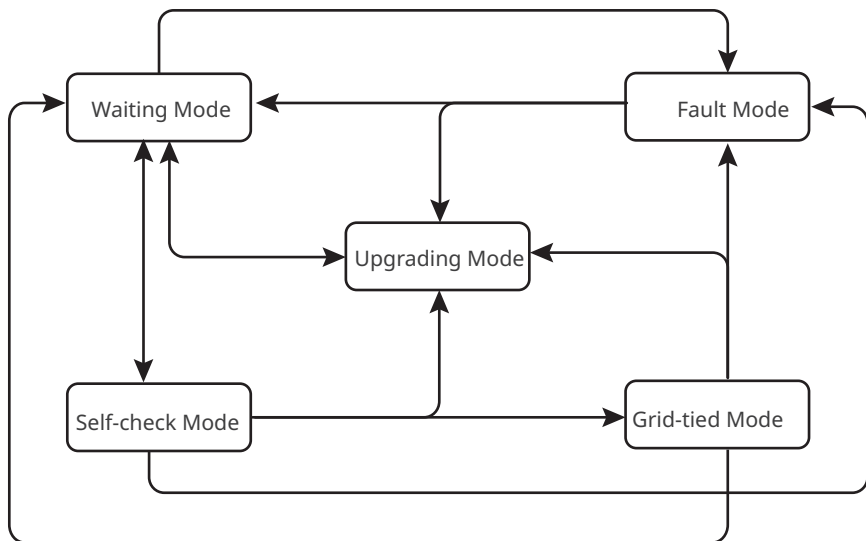 Waiting Mode
Fault Mode
Upgrading Mode
Self-check Mode
Grid-tied Mode